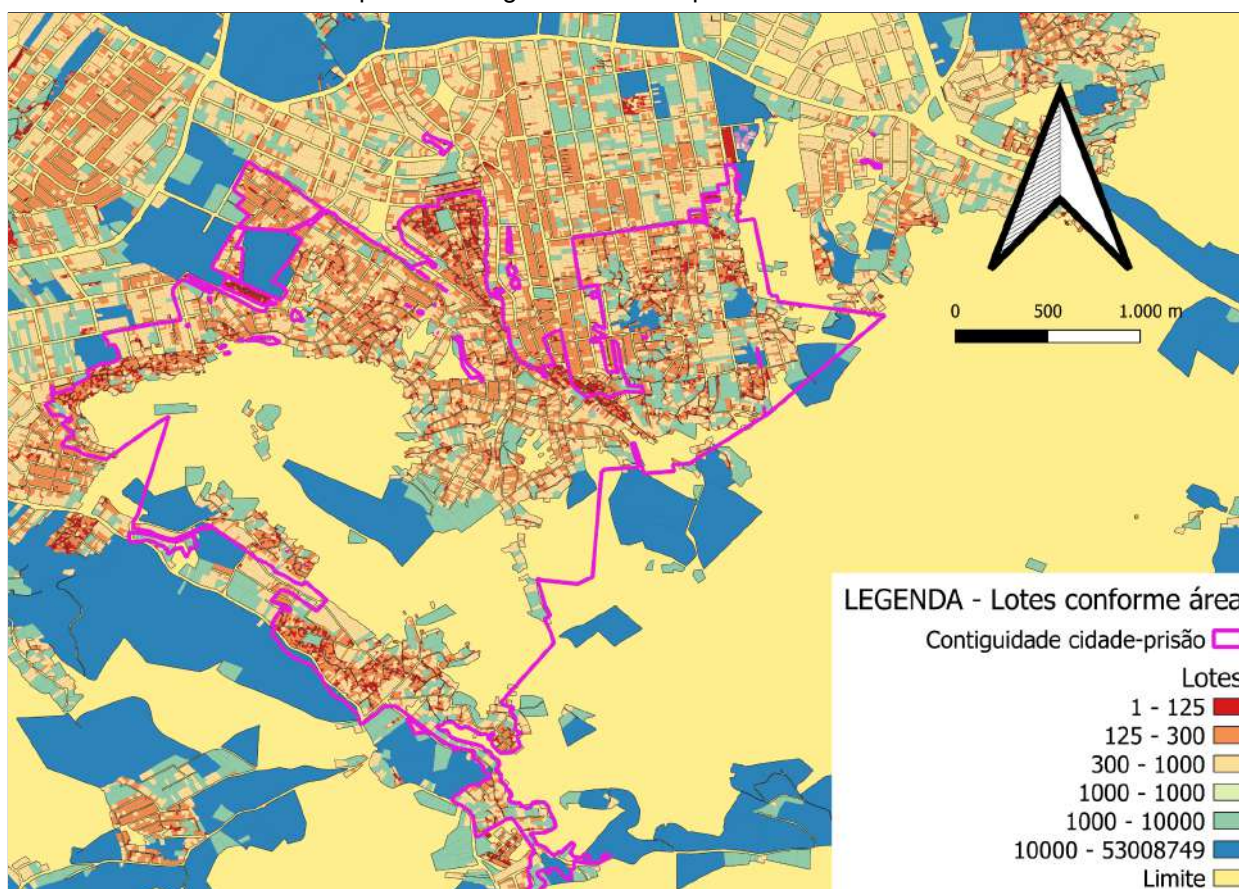 0 500 1.000 m
LEGENDA - Lotes conforme área
Contiguidade cidade-prisão
Lotes
1 - 125
125 - 300
300 - 1000
1000 - 1000
1000 - 10000
10000 - 53008749
Limite